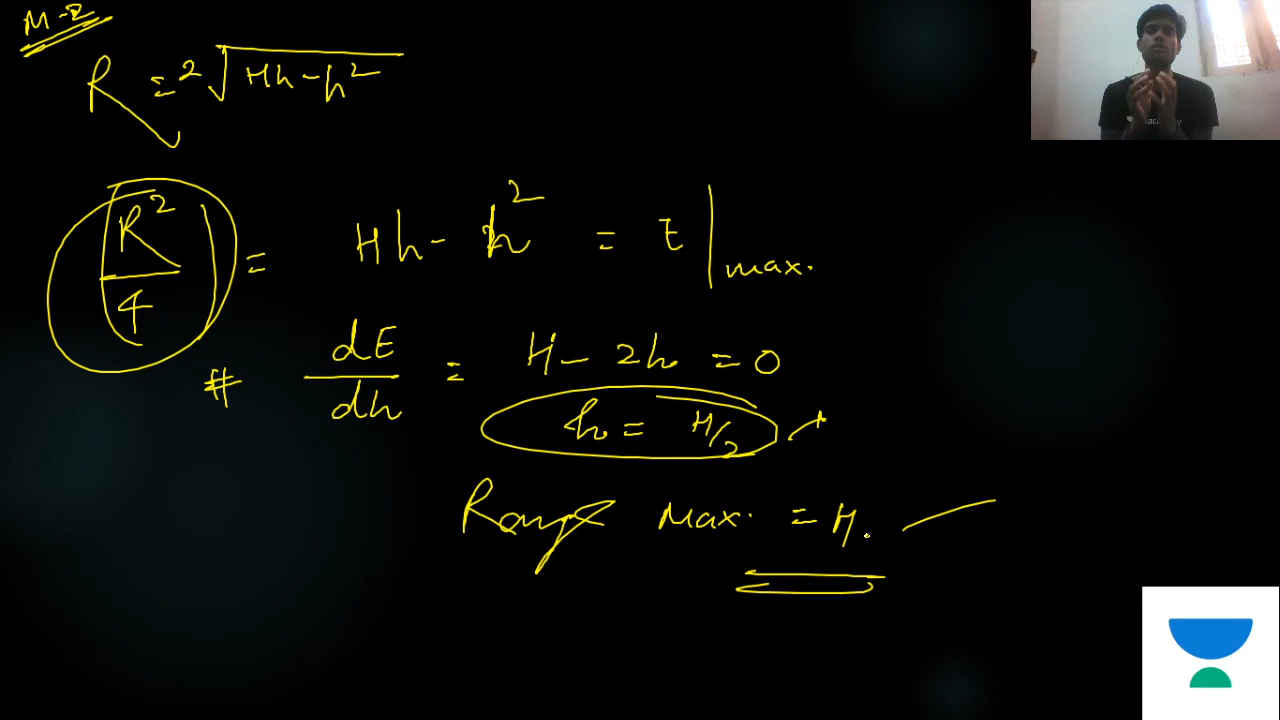 M-2
R = 2√Hh-h²
R²/4 = Hh - h² = t | max.
# dE/dh = H - 2h = 0
h = H/2
Range max. = H.